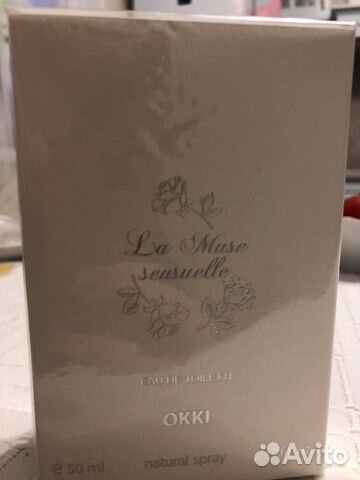 La Muse
sensuelle
EAU DE TOILETTE
OKKI
e 50 ml natural spray
Avito